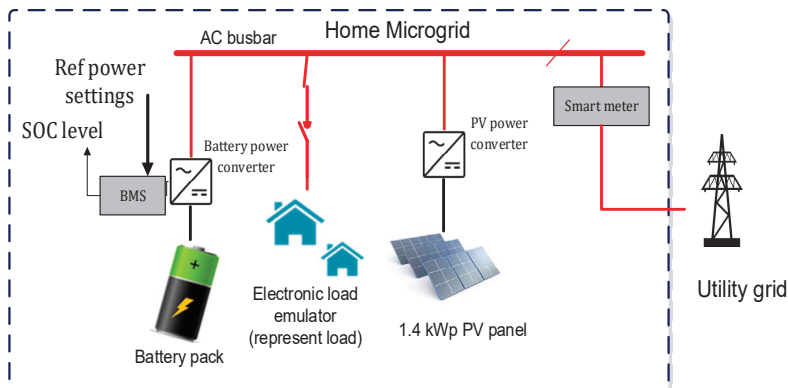 Home Microgrid
AC busbar
Ref power
settings
SOC level
Battery power
converter
PV power
converter
Smart meter
BMS
Electronic load
emulator
(represent load)
1.4 kWp PV panel
Battery pack
Utility grid